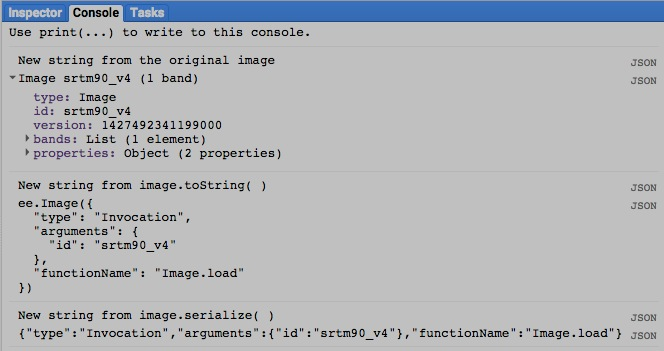 Inspector Console Tasks
Use print(...) to write to this console.
New string from the original image JSON
Image srtm90_v4 (1 band) JSON
type: Image
id: srtm90_v4
version: 1427492341199000
bands: List (1 element)
properties: Object (2 properties)
New string from image.toString( ) JSON
ee.Image({ JSON
"type": "Invocation",
"arguments": {
"id": "srtm90_v4"
},
"functionName": "Image.load"
})
New string from image.serialize( ) JSON
{"type":"Invocation","arguments":{"id":"srtm90_v4"},"functionName":"Image.load"} JSON